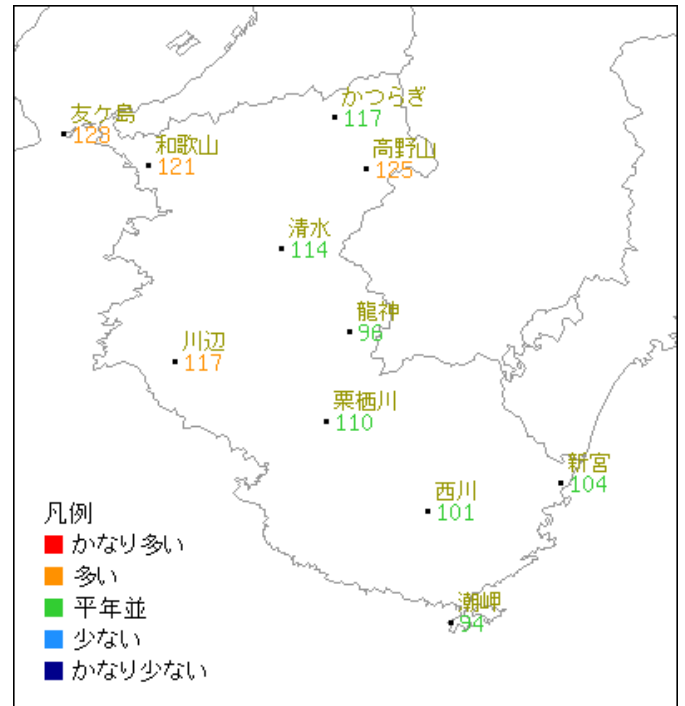 かつらぎ
117
友ケ島
123
和歌山
121
高野山
125
清水
114
龍神
96
川辺
117
栗栖川
110
新宮
104
西川
101
潮岬
94
凡例
かなり多い
多い
平年並
少ない
かなり少ない